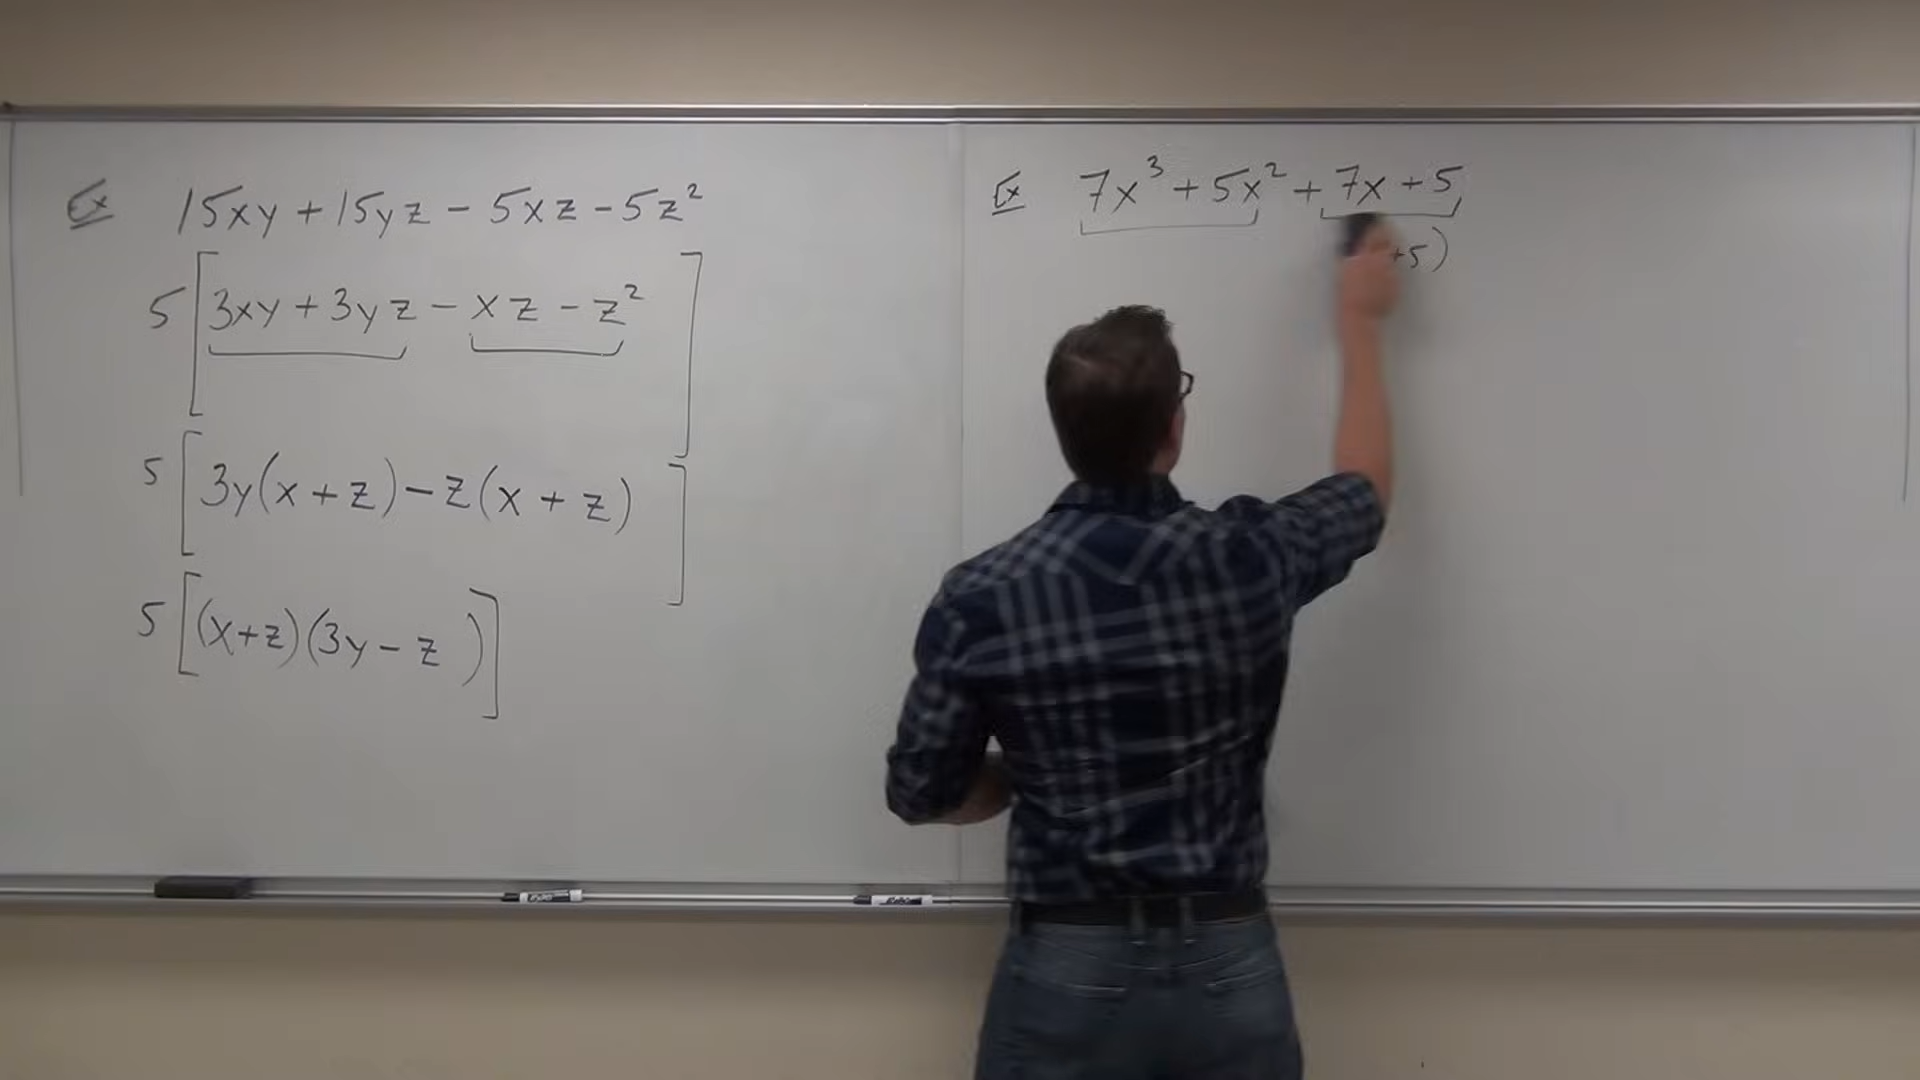 Ex 15xy + 15yz - 5xz - 5z²
5[3xy + 3yz - xz - z²]
5[3y(x + z) - z(x + z)]
5[(x+z)(3y - z)]
Ex 7x³ + 5x² + 7x + 5
+5)